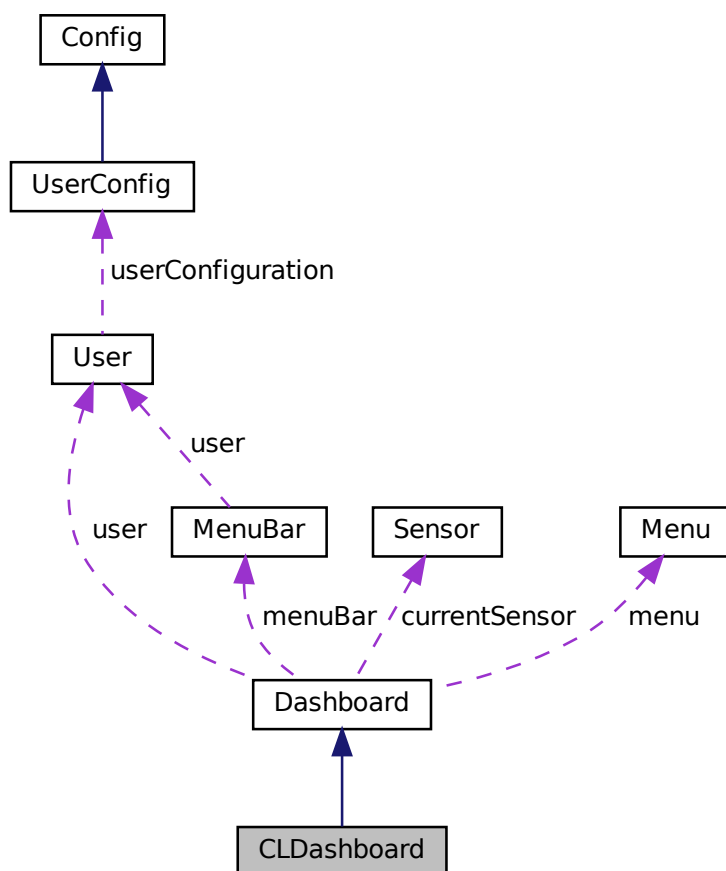 Config
UserConfig
userConfiguration
User
user
user
MenuBar
Sensor
Menu
menuBar
currentSensor
menu
Dashboard
CLDashboard